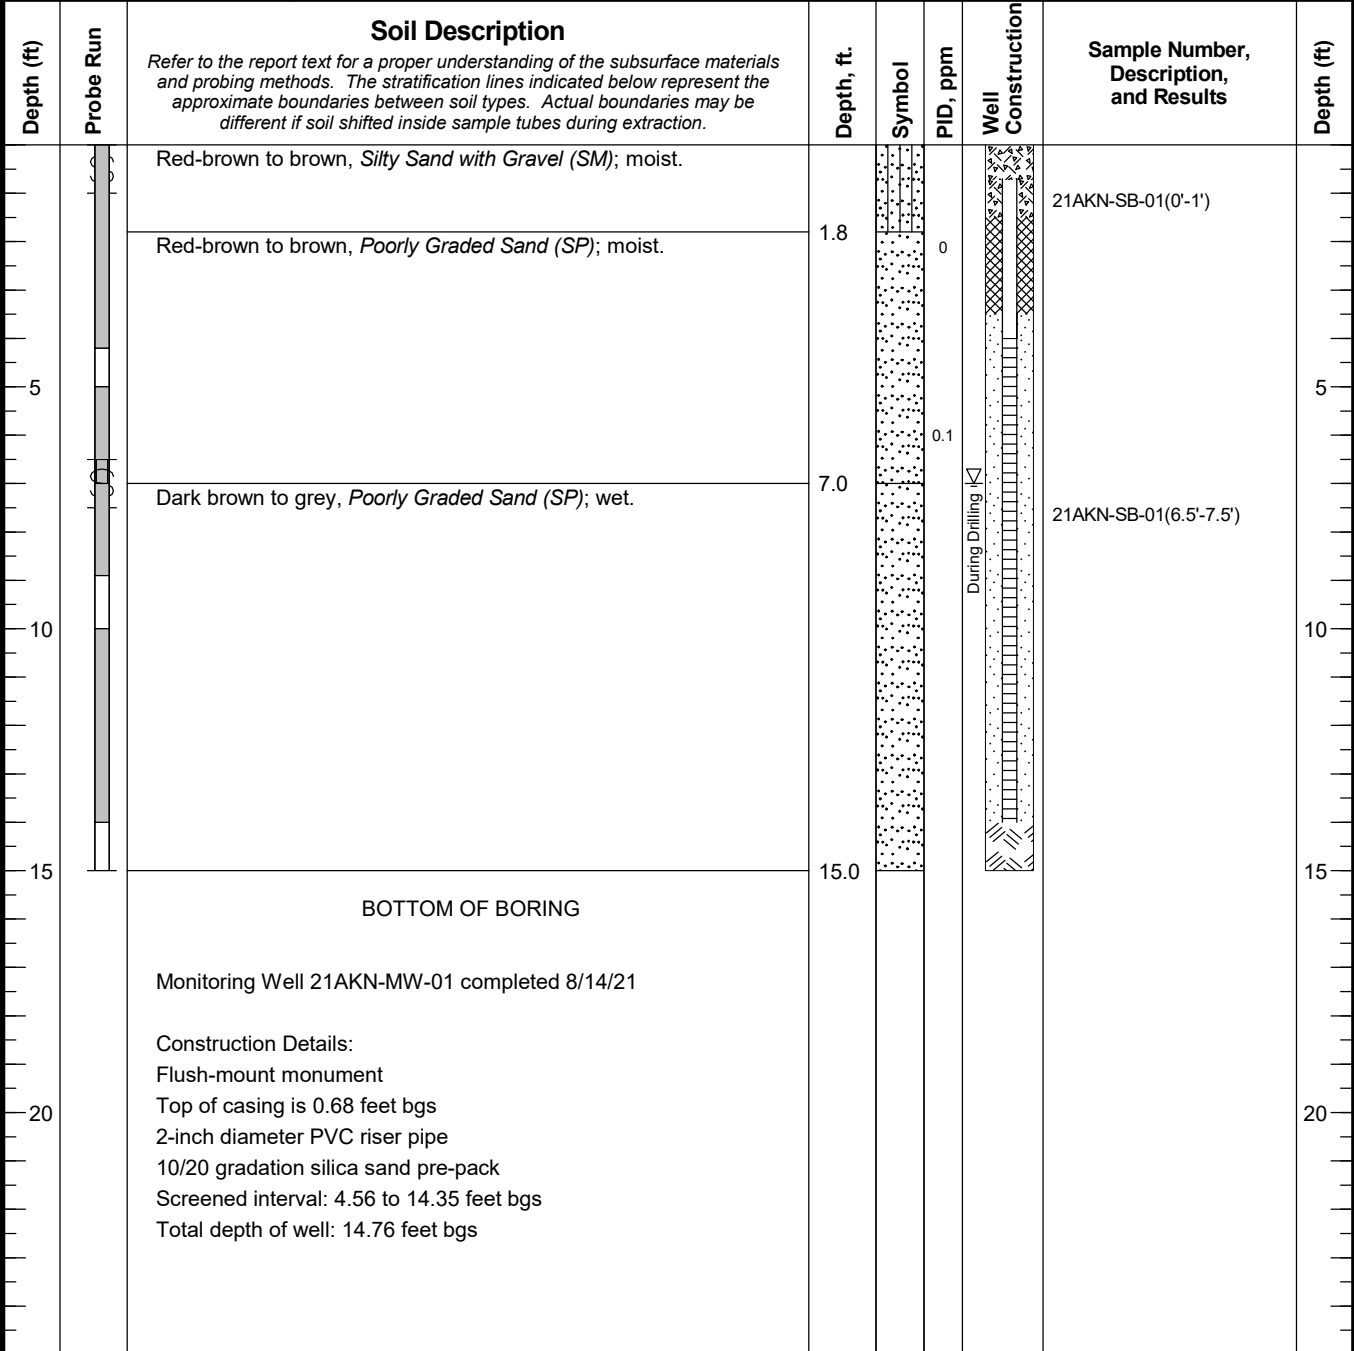 Depth (ft)
Probe Run
Soil Description
Refer to the report text for a proper understanding of the subsurface materials
and probing methods. The stratification lines indicated below represent the
approximate boundaries between soil types. Actual boundaries may be
different if soil shifted inside sample tubes during extraction.
Depth, ft.
Symbol
PID, ppm
Well
Construction
Sample Number,
Description,
and Results
Depth (ft)
Red-brown to brown, Silty Sand with Gravel (SM); moist.
21AKN-SB-01(0'-1')
1.8
Red-brown to brown, Poorly Graded Sand (SP); moist.
0
5
5
0.1
7.0
Dark brown to grey, Poorly Graded Sand (SP); wet.
During Drilling
21AKN-SB-01(6.5'-7.5')
10
10
15
15.0
15
BOTTOM OF BORING
Monitoring Well 21AKN-MW-01 completed 8/14/21
Construction Details:
Flush-mount monument
Top of casing is 0.68 feet bgs
20
20
2-inch diameter PVC riser pipe
10/20 gradation silica sand pre-pack
Screened interval: 4.56 to 14.35 feet bgs
Total depth of well: 14.76 feet bgs